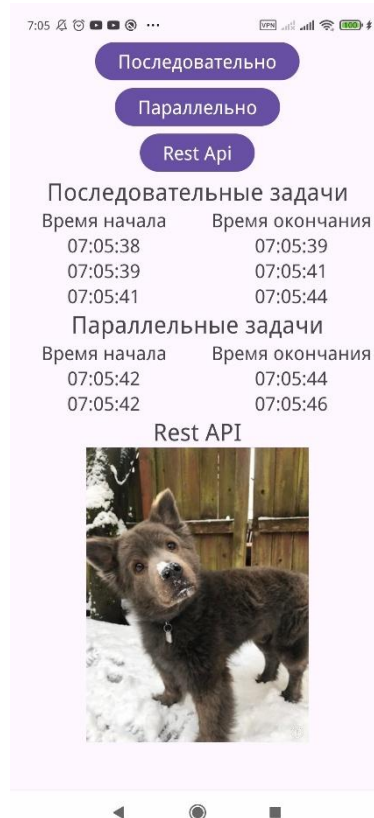 7:05 VPN 100
Последовательно
Параллельно
Rest Api
Последовательные задачи
Время начала Время окончания
07:05:38 07:05:39
07:05:39 07:05:41
07:05:41 07:05:44
Параллельные задачи
Время начала Время окончания
07:05:42 07:05:44
07:05:42 07:05:46
Rest API